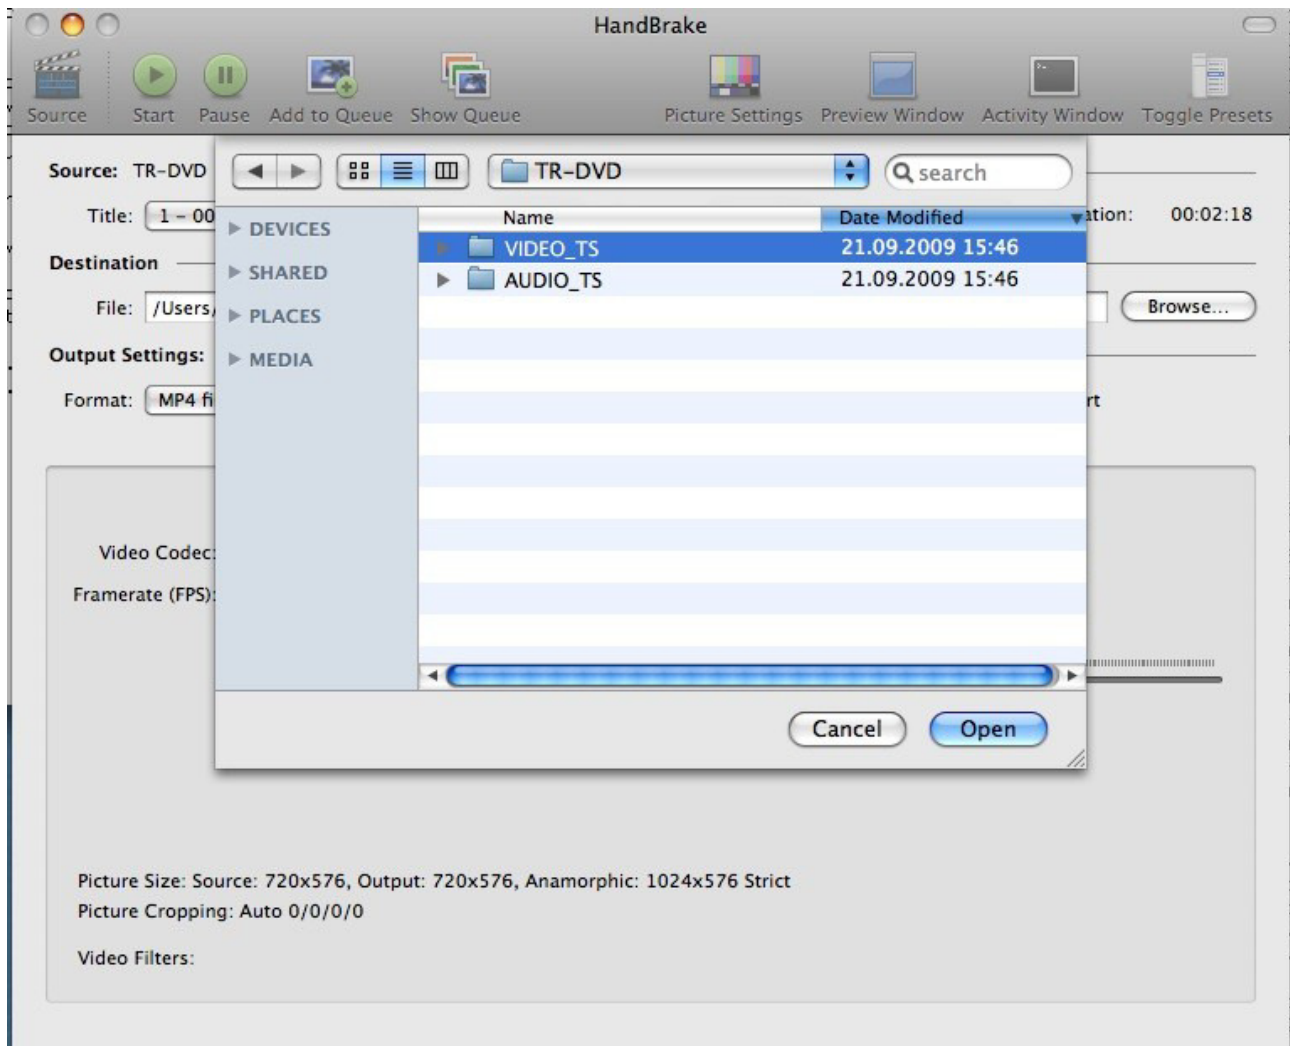 HandBrake
Source Start Pause Add to Queue Show Queue Picture Settings Preview Window Activity Window Toggle Presets
Source: TR-DVD
TR-DVD
search
Title: 1 - 00
ation: 00:02:18
Name Date Modified
DEVICES
VIDEO_TS 21.09.2009 15:46
Destination
SHARED
AUDIO_TS 21.09.2009 15:46
File: /Users/
Browse...
PLACES
Output Settings:
MEDIA
Format: MP4 fi
rt
Video Codec:
Framerate (FPS):
Cancel Open
Picture Size: Source: 720x576, Output: 720x576, Anamorphic: 1024x576 Strict
Picture Cropping: Auto 0/0/0/0
Video Filters: